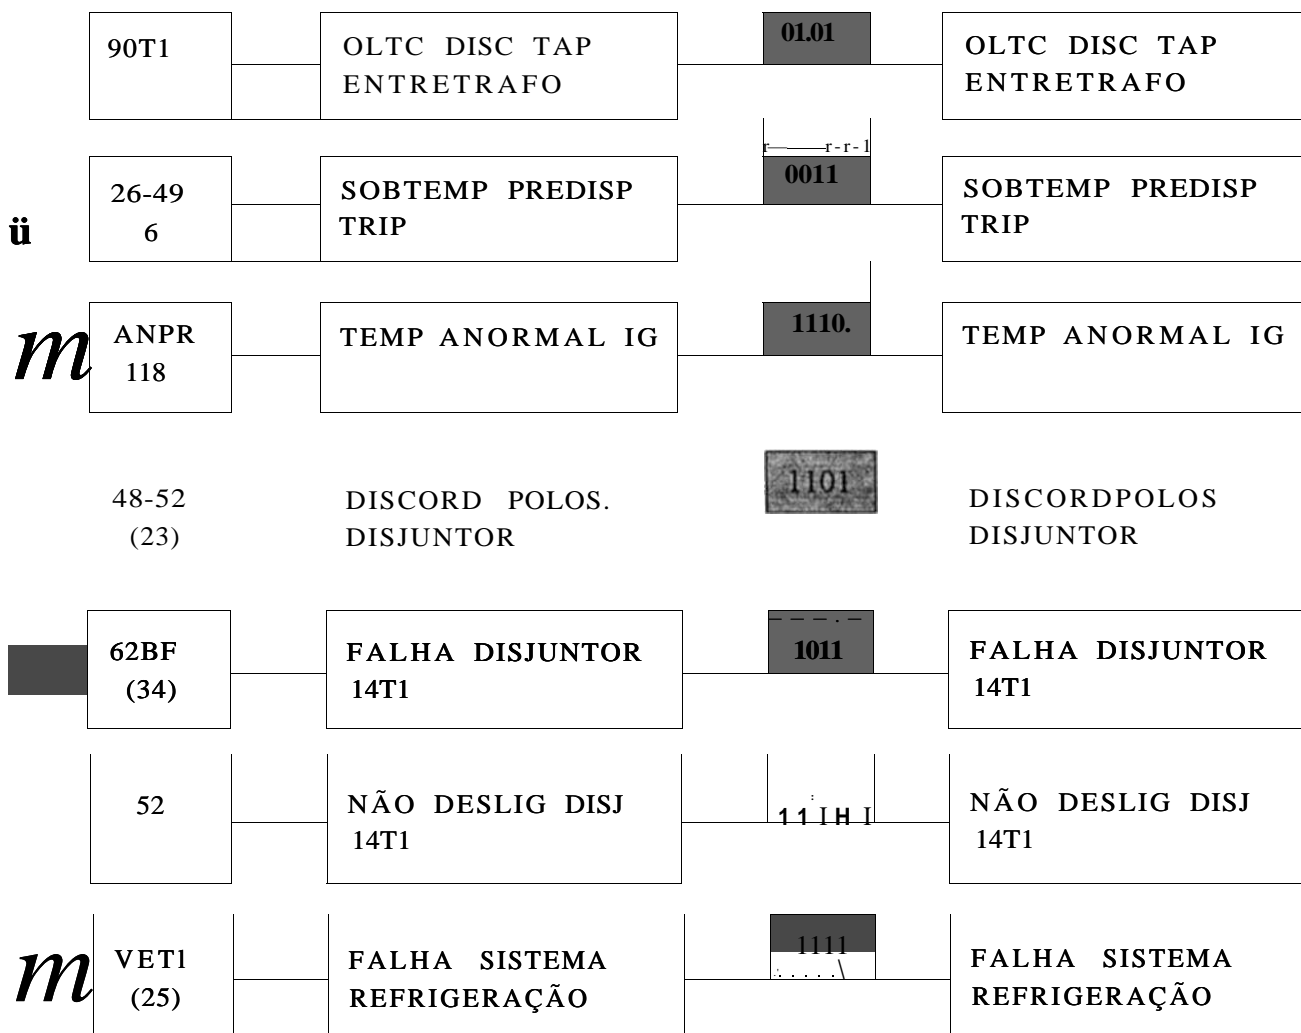 90T1
OLTC DISC TAP
ENTRETRAFO
01.01
OLTC DISC TAP
ENTRETRAFO
ü
26-49
6
SOBTEMP PREDISP
TRIP
0011
SOBTEMP PREDISP
TRIP
m
ANPR
118
TEMP ANORMAL IG
1110.
TEMP ANORMAL IG
48-52
(23)
DISCORD POLOS.
DISJUNTOR
1101
DISCORDPOLOS
DISJUNTOR
62BF
(34)
FALHA DISJUNTOR
14T1
1011
FALHA DISJUNTOR
14T1
52
NÃO DESLIG DISJ
14T1
11IHI
NÃO DESLIG DISJ
14T1
m
VET1
(25)
FALHA SISTEMA
REFRIGERAÇÃO
1111
FALHA SISTEMA
REFRIGERAÇÃO